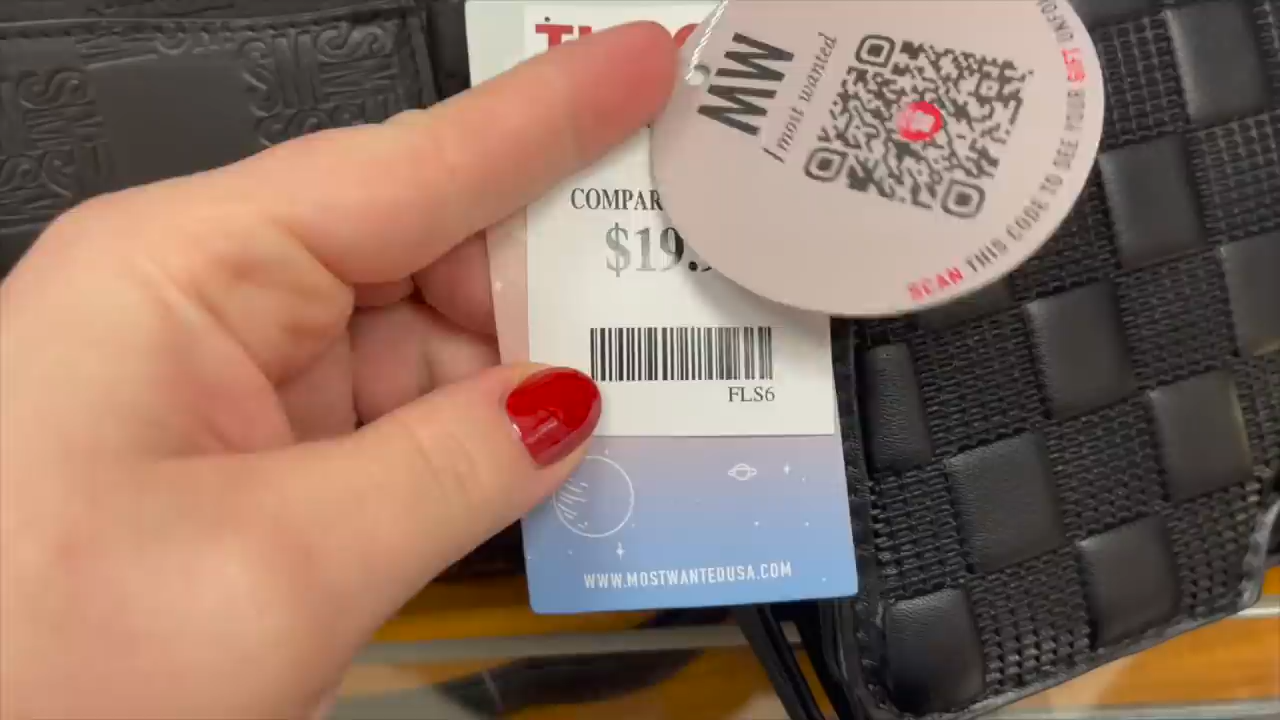 MW
I most wanted
SCAN THIS CODE TO SEE YOUR GIFT
COMPAR
$19.
FLS6
WWW.MOSTWANTEDUSA.COM